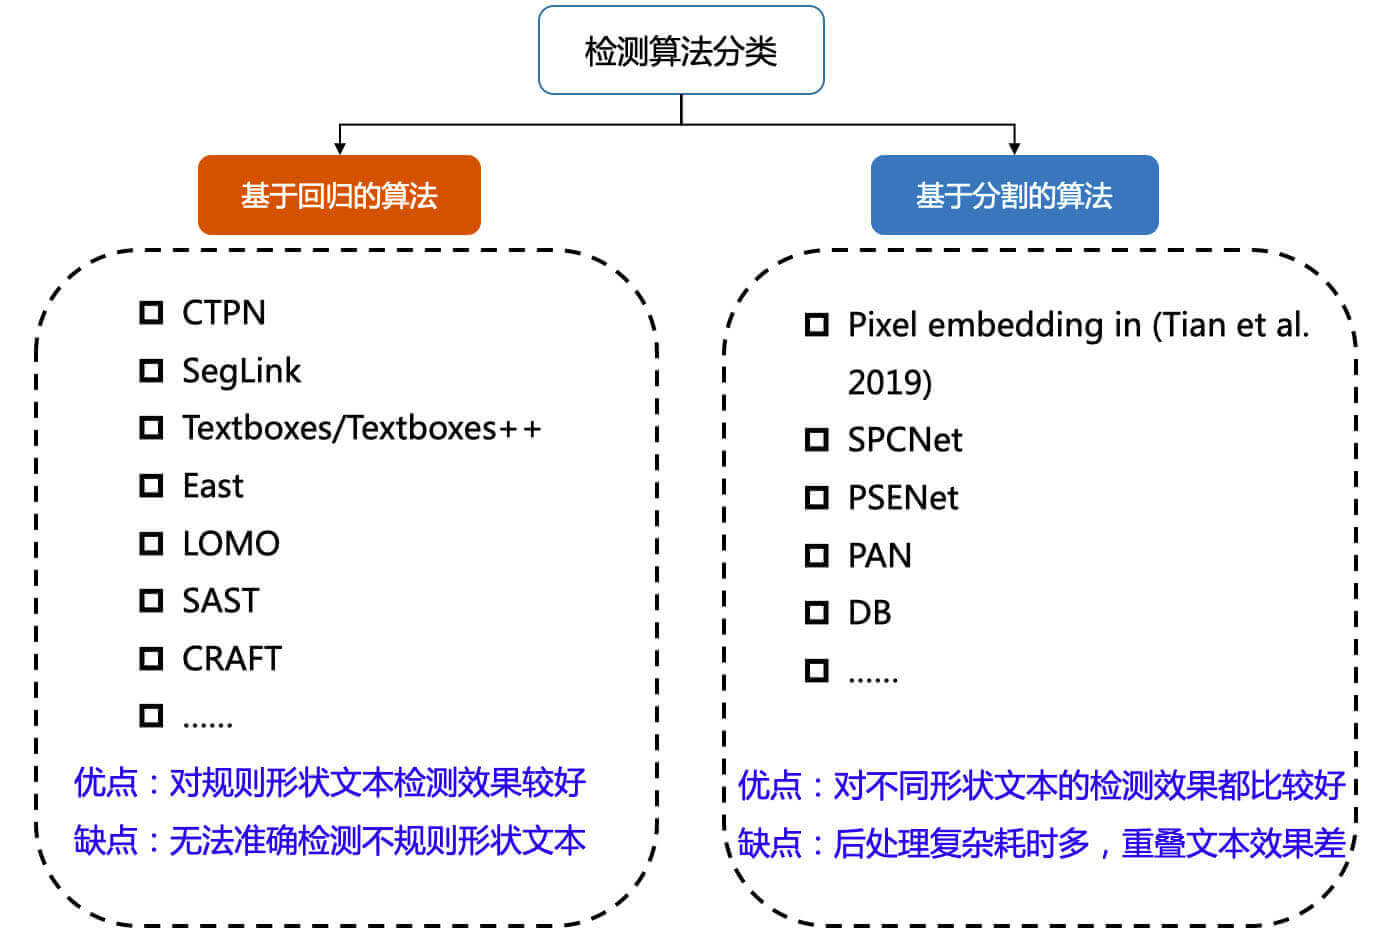 检测算法分类
基于回归的算法
CTPN
SegLink
Textboxes/Textboxes++
East
LOMO
SAST
CRAFT
......
优点：对规则形状文本检测效果较好
缺点：无法准确检测不规则形状文本
基于分割的算法
Pixel embedding in (Tian et al.
2019)
SPCNet
PSENet
PAN
DB
......
优点：对不同形状文本的检测效果都比较好
缺点：后处理复杂耗时多，重叠文本效果差